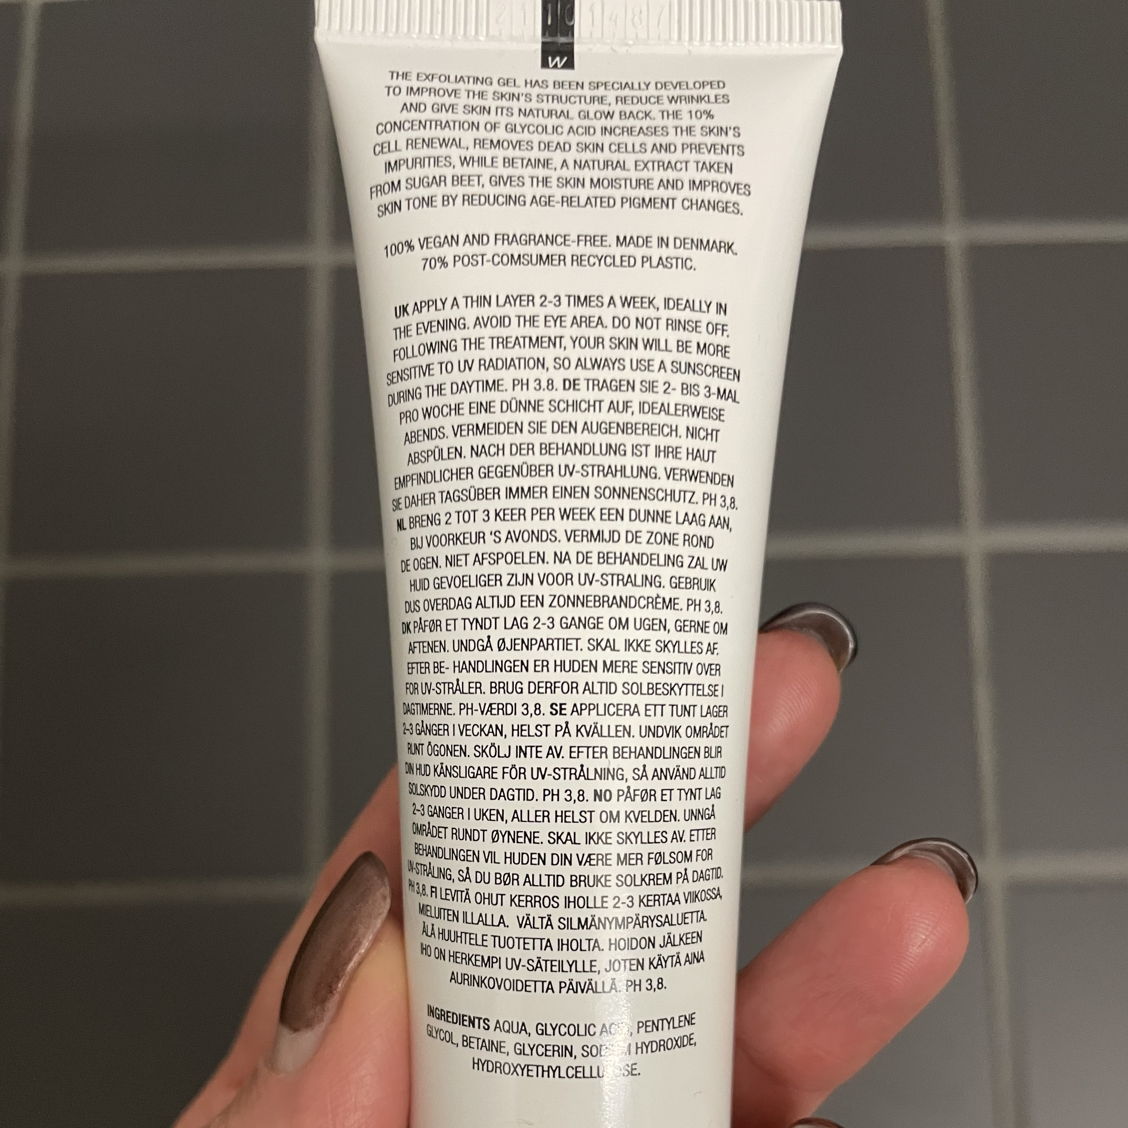 W
THE EXFOLIATING GEL HAS BEEN SPECIALLY DEVELOPED
TO IMPROVE THE SKIN'S STRUCTURE, REDUCE WRINKLES
AND GIVE SKIN ITS NATURAL GLOW BACK. THE 10%
CONCENTRATION OF GLYCOLIC ACID INCREASES THE SKIN'S
CELL RENEWAL, REMOVES DEAD SKIN CELLS AND PREVENTS
IMPURITIES, WHILE BETAINE, A NATURAL EXTRACT TAKEN
FROM SUGAR BEET, GIVES THE SKIN MOISTURE AND IMPROVES
SKIN TONE BY REDUCING AGE-RELATED PIGMENT CHANGES.
100% VEGAN AND FRAGRANCE-FREE. MADE IN DENMARK.
70% POST-COMSUMER RECYCLED PLASTIC.
UK APPLY A THIN LAYER 2-3 TIMES A WEEK, IDEALLY IN
THE EVENING. AVOID THE EYE AREA. DO NOT RINSE OFF.
FOLLOWING THE TREATMENT, YOUR SKIN WILL BE MORE
SENSITIVE TO UV RADIATION, SO ALWAYS USE A SUNSCREEN
DURING THE DAYTIME. PH 3.8. DE TRAGEN SIE 2- BIS 3-MAL
PRO WOCHE EINE DÜNNE SCHICHT AUF, IDEALERWEISE
ABENDS. VERMEIDEN SIE DEN AUGENBEREICH. NICHT
ABSPÜLEN. NACH DER BEHANDLUNG IST IHRE HAUT
EMPFINDLICHER GEGENÜBER UV-STRAHLUNG. VERWENDEN
SIE DAHER TAGSÜBER IMMER EINEN SONNENSCHUTZ. PH 3,8.
NL BRENG 2 TOT 3 KEER PER WEEK EEN DUNNE LAAG AAN,
BIJ VOORKEUR 'S AVONDS. VERMIJD DE ZONE ROND
DE OGEN. NIET AFSPOELEN. NA DE BEHANDELING ZAL UW
HUID GEVOELIGER ZIJN VOOR UV-STRALING. GEBRUIK
DUS OVERDAG ALTIJD EEN ZONNEBRANDCRÈME. PH 3,8.
DK PÅFØR ET TYNDT LAG 2-3 GANGE OM UGEN, GERNE OM
AFTENEN. UNDGÅ ØJENPARTIET. SKAL IKKE SKYLLES AF.
EFTER BE- HANDLINGEN ER HUDEN MERE SENSITIV OVER
FOR UV-STRÅLER. BRUG DERFOR ALTID SOLBESKYTTELSE I
DAGTIMERNE. PH-VÆRDI 3,8. SE APPLICERA ETT TUNT LAGER
2-3 GÅNGER I VECKAN, HELST PÅ KVÄLLEN. UNDVIK OMRÅDET
RUNT ÖGONEN. SKÖLJ INTE AV. EFTER BEHANDLINGEN BLIR
DIN HUD KÄNSLIGARE FÖR UV-STRÅLNING, SÅ ANVÄND ALLTID
SOLSKYDD UNDER DAGTID. PH 3,8. NO PÅFØR ET TYNT LAG
2-3 GANGER I UKEN, ALLER HELST OM KVELDEN. UNNGÅ
OMRÅDET RUNDT ØYNENE. SKAL IKKE SKYLLES AV. ETTER
BEHANDLINGEN VIL HUDEN DIN VÆRE MER FØLSOM FOR
UV-STRÅLING, SÅ DU BØR ALLTID BRUKE SOLKREM PÅ DAGTID.
PH 3,8. FI LEVITÄ OHUT KERROS IHOLLE 2-3 KERTAA VIIKOSSA,
MIELUITEN ILLALLA. VÄLTÄ SILMÄNYMPÄRYSALUETTA.
ÄLÄ HUUHTELE TUOTETTA IHOLTA. HOIDON JÄLKEEN
IHO ON HERKEMPI UV-SÄTEILYLLE, JOTEN KÄYTÄ AINA
AURINKOVOIDETTA PÄIVÄLLÄ. PH 3,8.
INGREDIENTS AQUA, GLYCOLIC ACID, PENTYLENE
GLYCOL, BETAINE, GLYCERIN, SODIUM HYDROXIDE,
HYDROXYETHYLCELLULOSE.